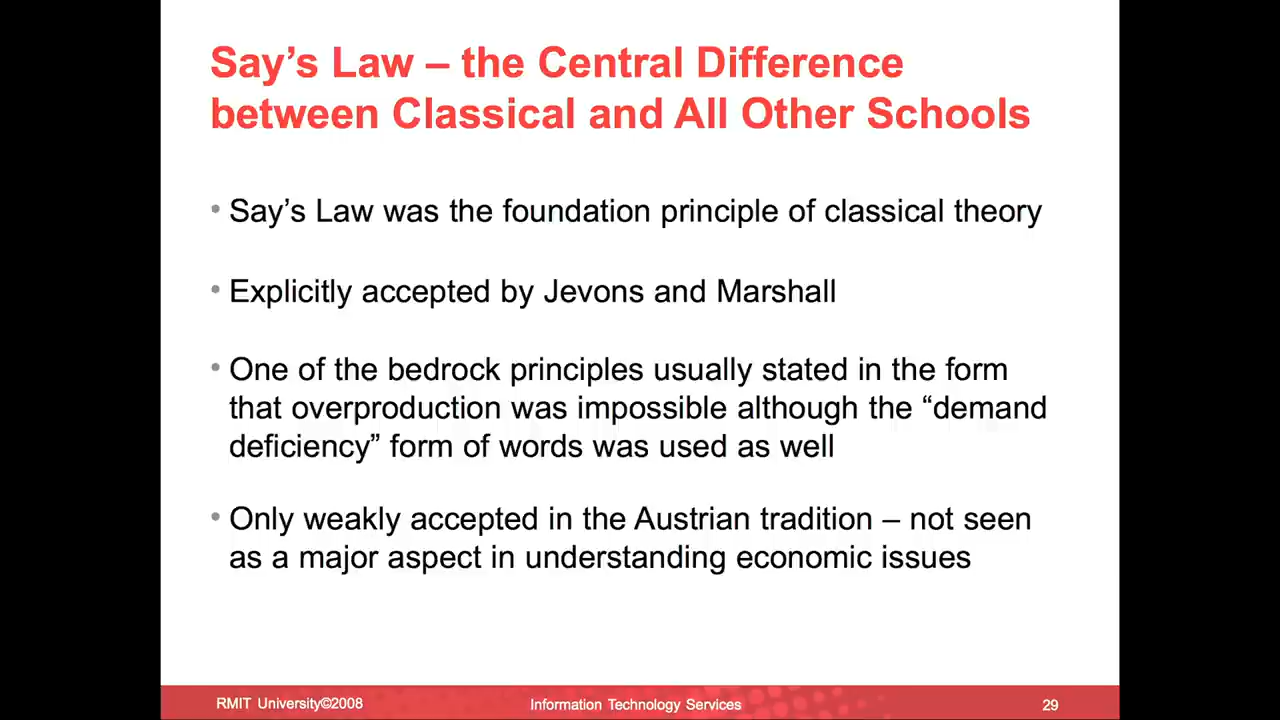 Say’s Law – the Central Difference
between Classical and All Other Schools
• Say’s Law was the foundation principle of classical theory
• Explicitly accepted by Jevons and Marshall
• One of the bedrock principles usually stated in the form
that overproduction was impossible although the “demand
deficiency” form of words was used as well
• Only weakly accepted in the Austrian tradition – not seen
as a major aspect in understanding economic issues
RMIT University©2008
Information Technology Services
29